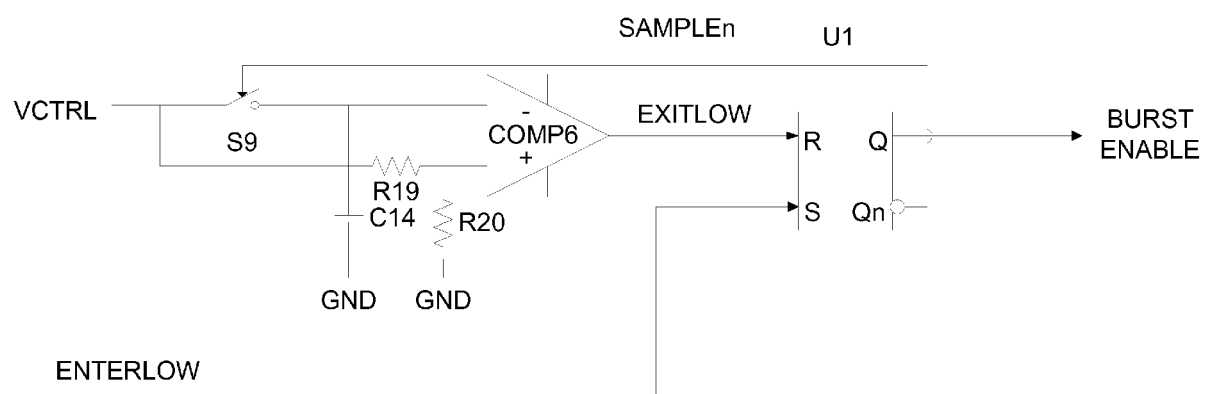 SAMPLEn
U1
VCTRL
S9
-
COMP6
+
EXITLOW
R
Q
BURST
ENABLE
R19
C14
R20
S
Qn
GND
GND
ENTERLOW